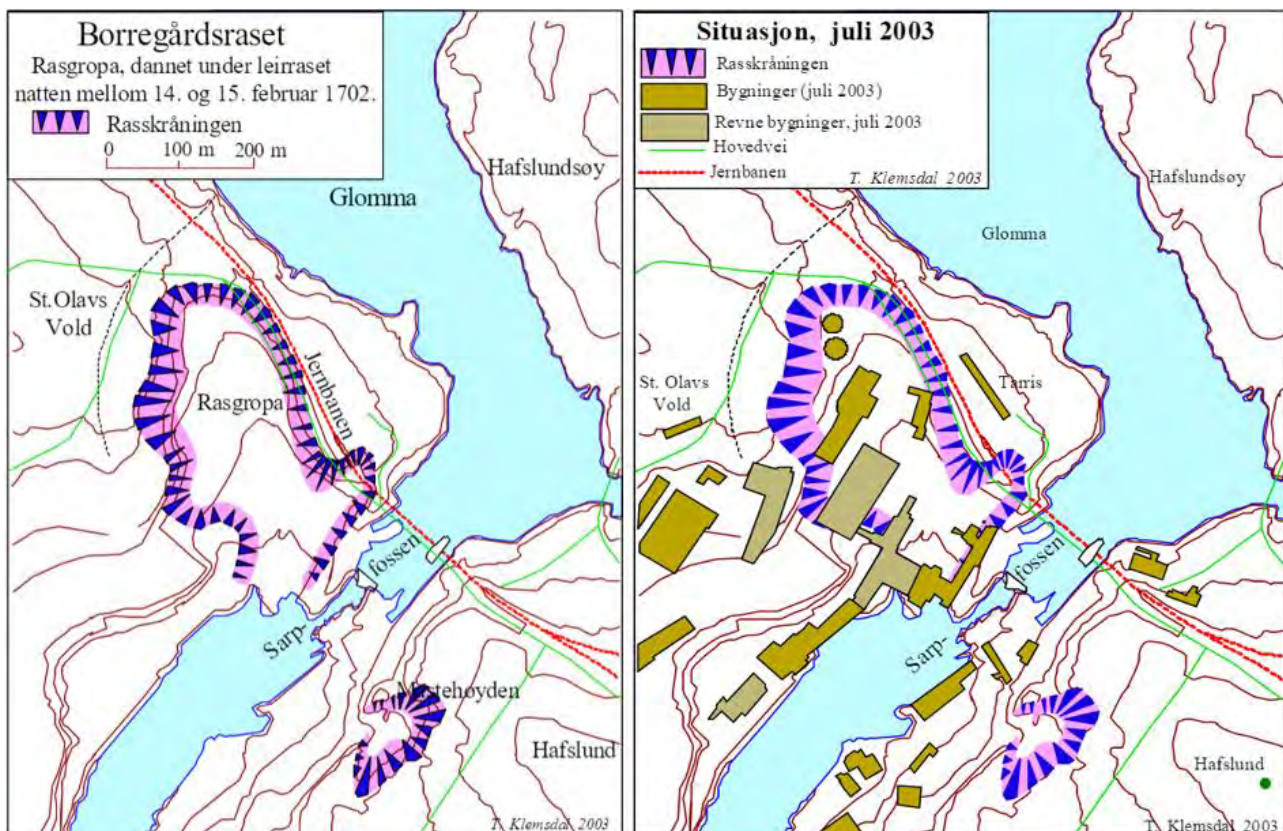 Borregårdsraset
Rasgropa, dannet under leirraset
natten mellom 14. og 15. februar 1702.
Rasskråningen
0 100 m 200 m
Hafslundsøy
Glomma
St.Olavs
Vold
Jernbanen
Rasgropa
fossen
Sarp-
Mastehøyden
Hafslund
T. Klemsdal 2003
Situasjon, juli 2003
Rasskråningen
Bygninger (juli 2003)
Revne bygninger, juli 2003
Hovedvei
Jernbanen
T. Klemsdal 2003
Hafslundsøy
Glomma
St. Olavs
Vold
Tarris
fossen
Sarp-
Hafslund
T. Klemsdal 2003